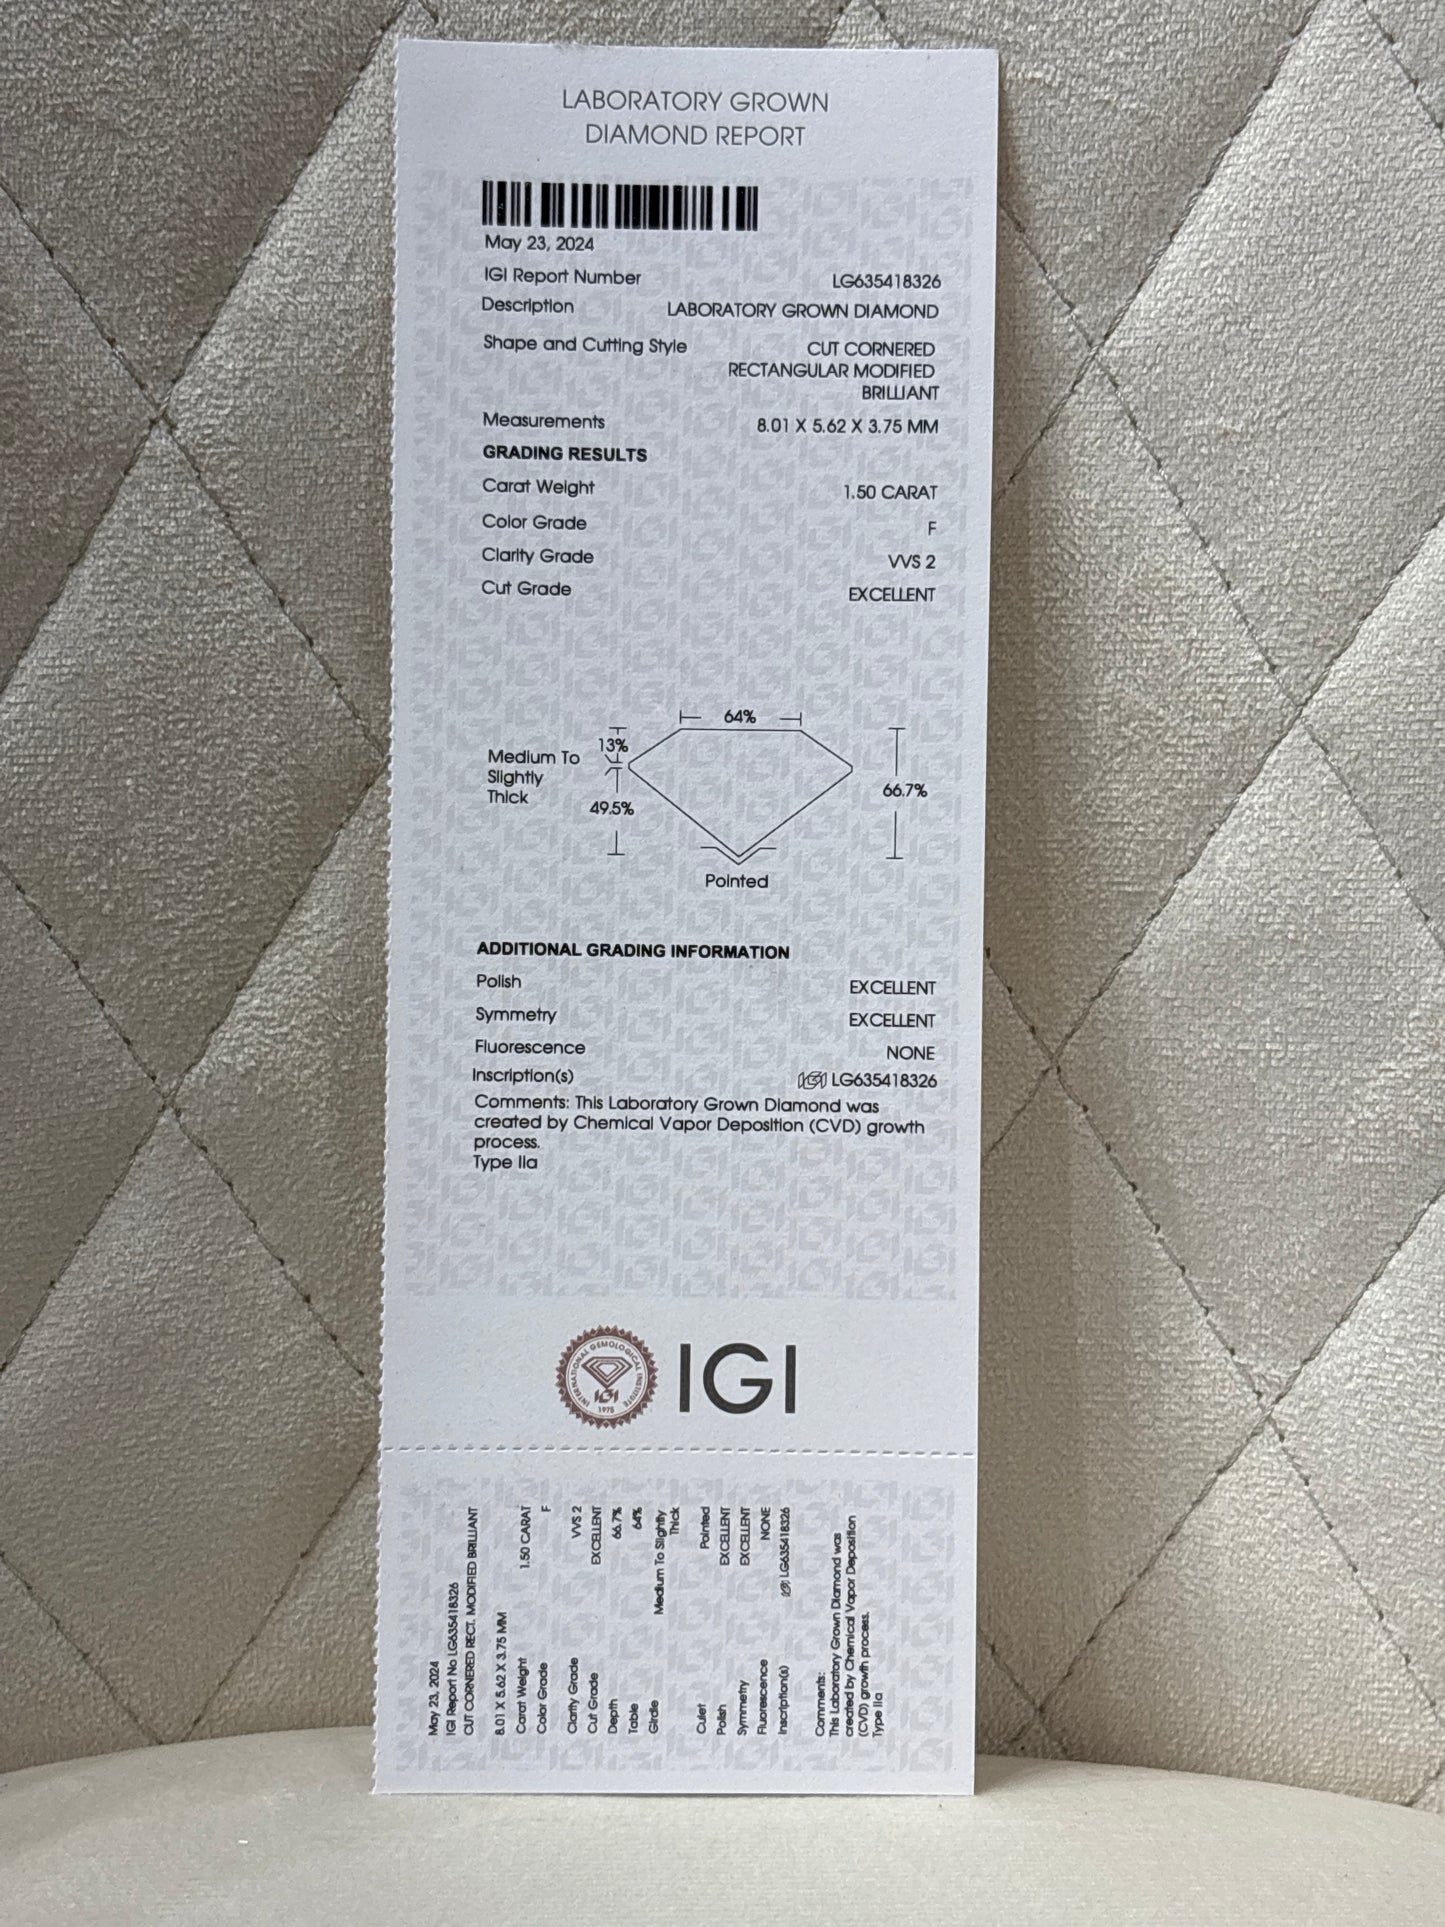 LABORATORY GROWN
DIAMOND REPORT
May 23, 2024
IGI Report Number LG635418326
Description LABORATORY GROWN DIAMOND
Shape and Cutting Style CUT CORNERED
RECTANGULAR MODIFIED
BRILLIANT
Measurements 8.01 X 5.62 X 3.75 MM
GRADING RESULTS
Carat Weight 1.50 CARAT
Color Grade F
Clarity Grade VVS 2
Cut Grade EXCELLENT
64%
13%
Medium To
Slightly
Thick
49.5%
66.7%
Pointed
ADDITIONAL GRADING INFORMATION
Polish EXCELLENT
Symmetry EXCELLENT
Fluorescence NONE
Inscription(s) IGI LG635418326
Comments: This Laboratory Grown Diamond was
created by Chemical Vapor Deposition (CVD) growth
process.
Type IIa
INTERNATIONAL GEMOLOGICAL INSTITUTE
IGI
1975
IGI
May 23, 2024
IGI Report No LG635418326
CUT CORNERED RECT. MODIFIED BRILLIANT
8.01 X 5.62 X 3.75 MM
Carat Weight 1.50 CARAT
Color Grade F
Clarity Grade VVS 2
Cut Grade EXCELLENT
Depth 66.7%
Table 64%
Girdle Medium To Slightly
Thick
Culet Pointed
Polish EXCELLENT
Symmetry EXCELLENT
Fluorescence NONE
Inscription(s) IGI LG635418326
Comments:
This Laboratory Grown Diamond was
created by Chemical Vapor Deposition
(CVD) growth process.
Type IIa